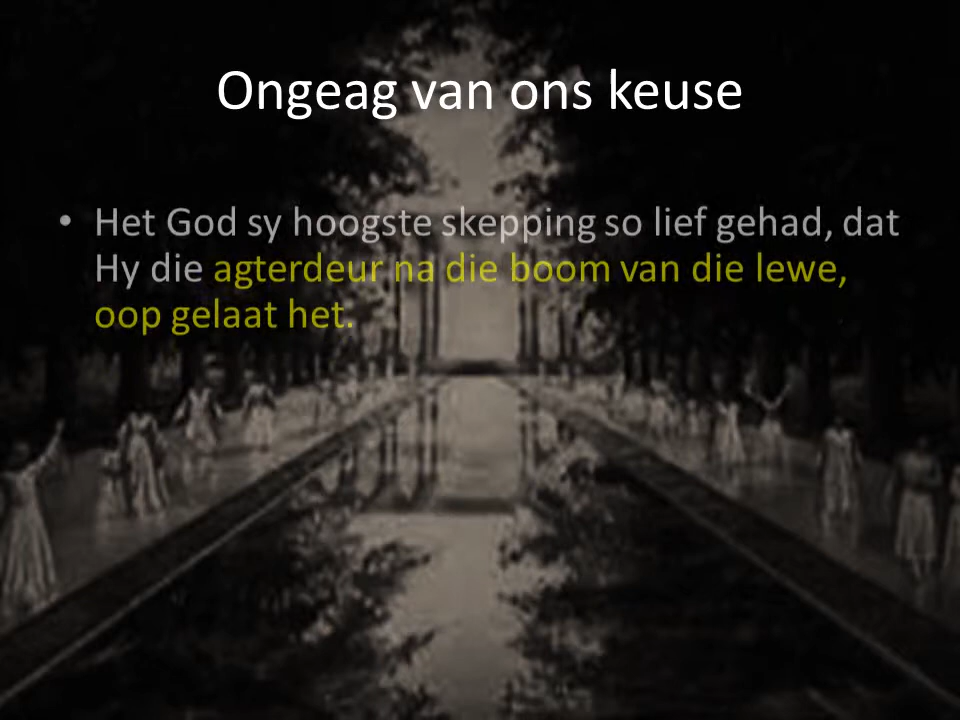 Ongeag van ons keuse
• Het God sy hoogste skepping so lief gehad, dat
Hy die agterdeur na die boom van die lewe,
oop gelaat het.